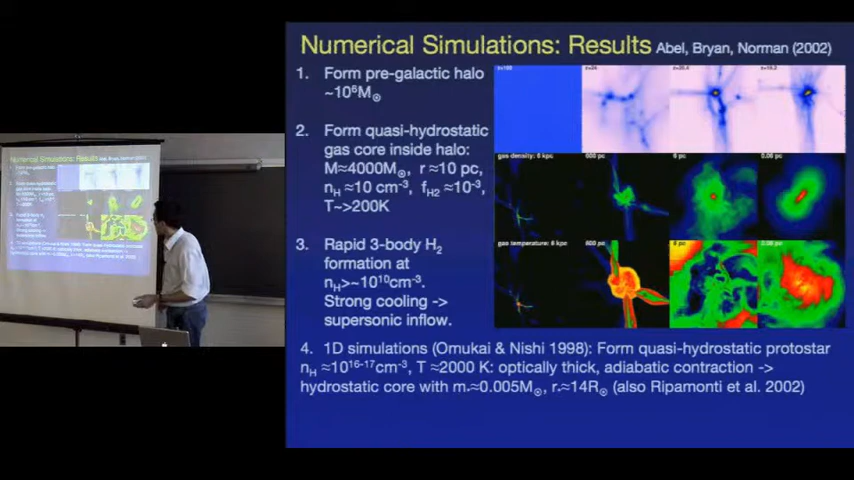 Numerical Simulations: Results Abel, Bryan, Norman (2002)
1. Form pre-galactic halo
~10⁶M☉
2. Form quasi-hydrostatic
gas core inside halo:
M≈4000M☉, r≈10 pc,
nH ≈10 cm⁻³, fH2 ≈10⁻³,
T~>200K
3. Rapid 3-body H₂
formation at
nH>~10¹⁰cm⁻³.
Strong cooling ->
supersonic inflow.
gas density: 6 kpc 600 pc 6 pc 0.06 pc
gas temperature: 6 kpc 600 pc 6 pc 0.06 pc
4. 1D simulations (Omukai & Nishi 1998): Form quasi-hydrostatic protostar
nH ≈10¹⁶⁻¹⁷cm⁻³, T ≈2000 K: optically thick, adiabatic contraction ->
hydrostatic core with m*≈0.005M☉, r*≈14R☉ (also Ripamonti et al. 2002)
Numerical Simulations: Results Abel, Bryan, Norman (2002)